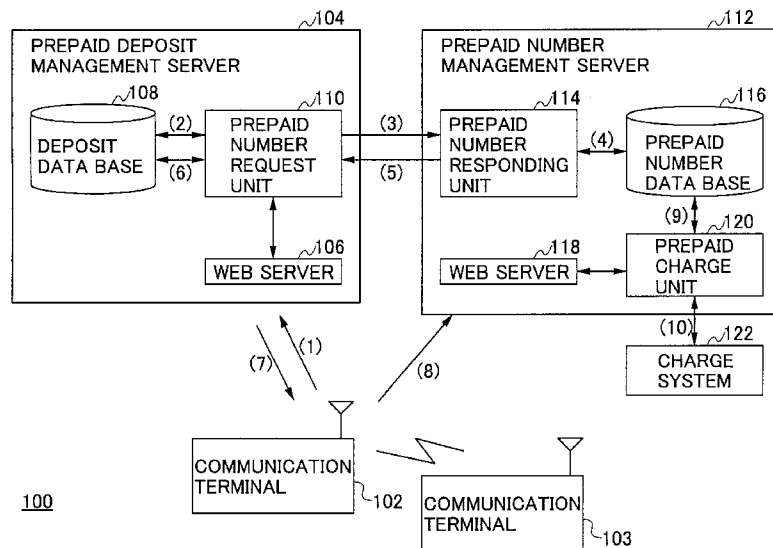 104
PREPAID DEPOSIT
MANAGEMENT SERVER
108
DEPOSIT
DATA BASE
(2)
(6)
110
PREPAID
NUMBER
REQUEST
UNIT
106
WEB SERVER
(3)
(5)
112
PREPAID NUMBER
MANAGEMENT SERVER
114
PREPAID
NUMBER
RESPONDING
UNIT
(4)
116
PREPAID
NUMBER
DATA BASE
(9)
120
PREPAID
CHARGE
UNIT
118
WEB SERVER
(10)
122
CHARGE
SYSTEM
(7)
(1)
(8)
COMMUNICATION
TERMINAL
102
COMMUNICATION
TERMINAL
103
100